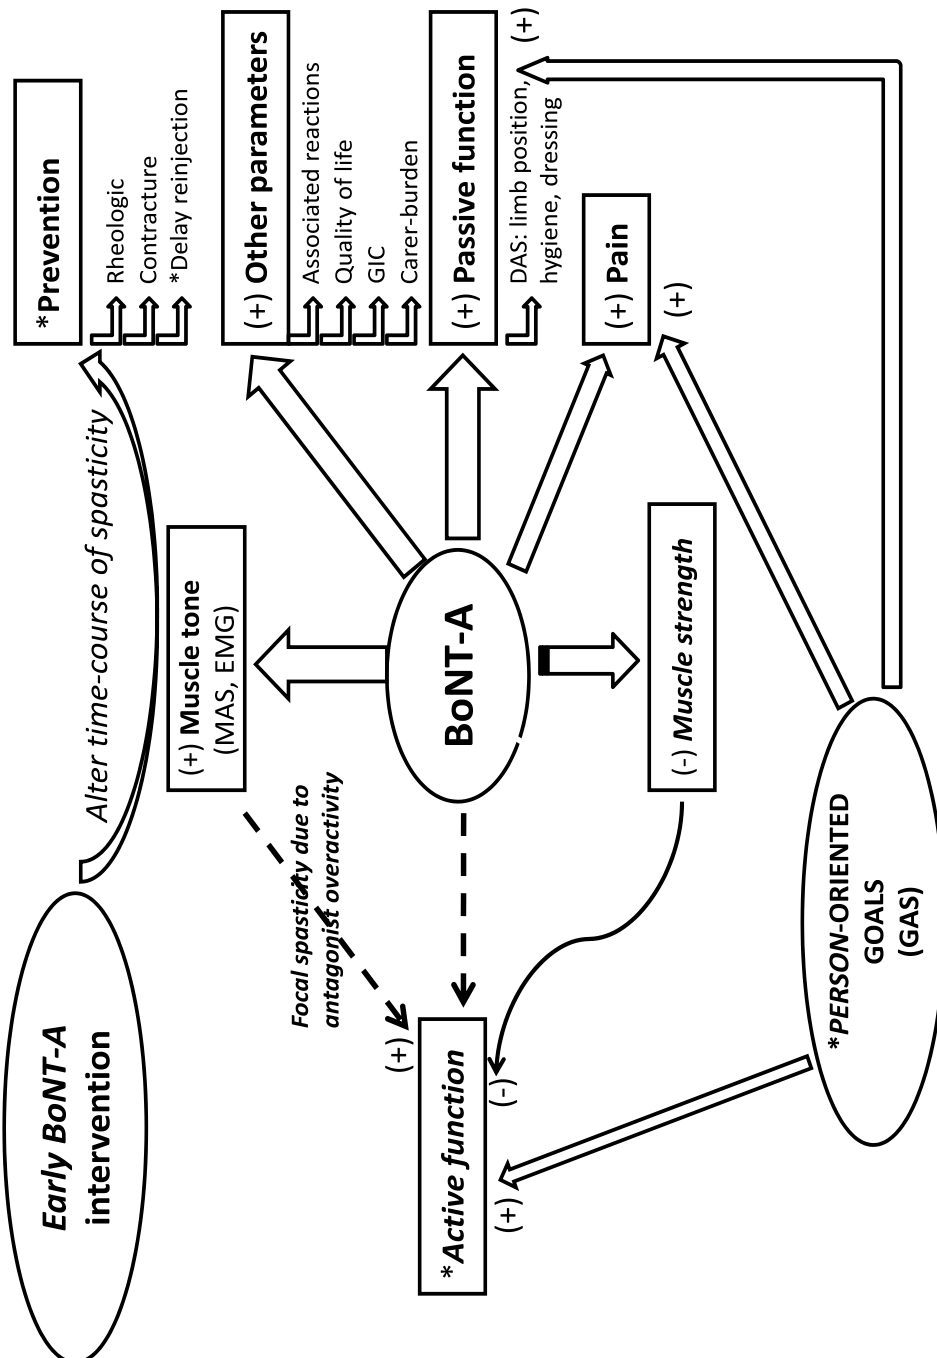 Early BoNT-A
intervention
Alter time-course of spasticity
*Prevention
Rheologic
Contracture
*Delay reinjection
(+) Muscle tone
(MAS, EMG)
(+) Other parameters
Associated reactions
Quality of life
GIC
Carer-burden
Focal spasticity due to
antagonist overactivity
(+)
*Active function
(-)
(+)
BoNT-A
(+) Passive function
DAS: limb position,
hygiene, dressing
(+)
(+) Pain
(+)
(-) Muscle strength
*PERSON-ORIENTED
GOALS
(GAS)